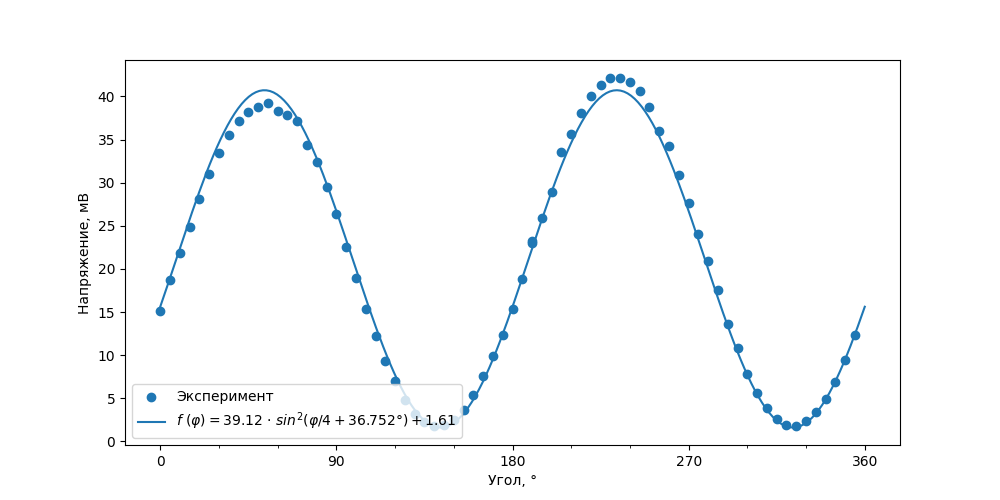 40
35
30
25
20
15
10
5
0
Напряжение, мВ
Эксперимент
f (φ) = 39.12 · sin²(φ/4 + 36.752°) + 1.61
0 90 180 270 360
Угол, °